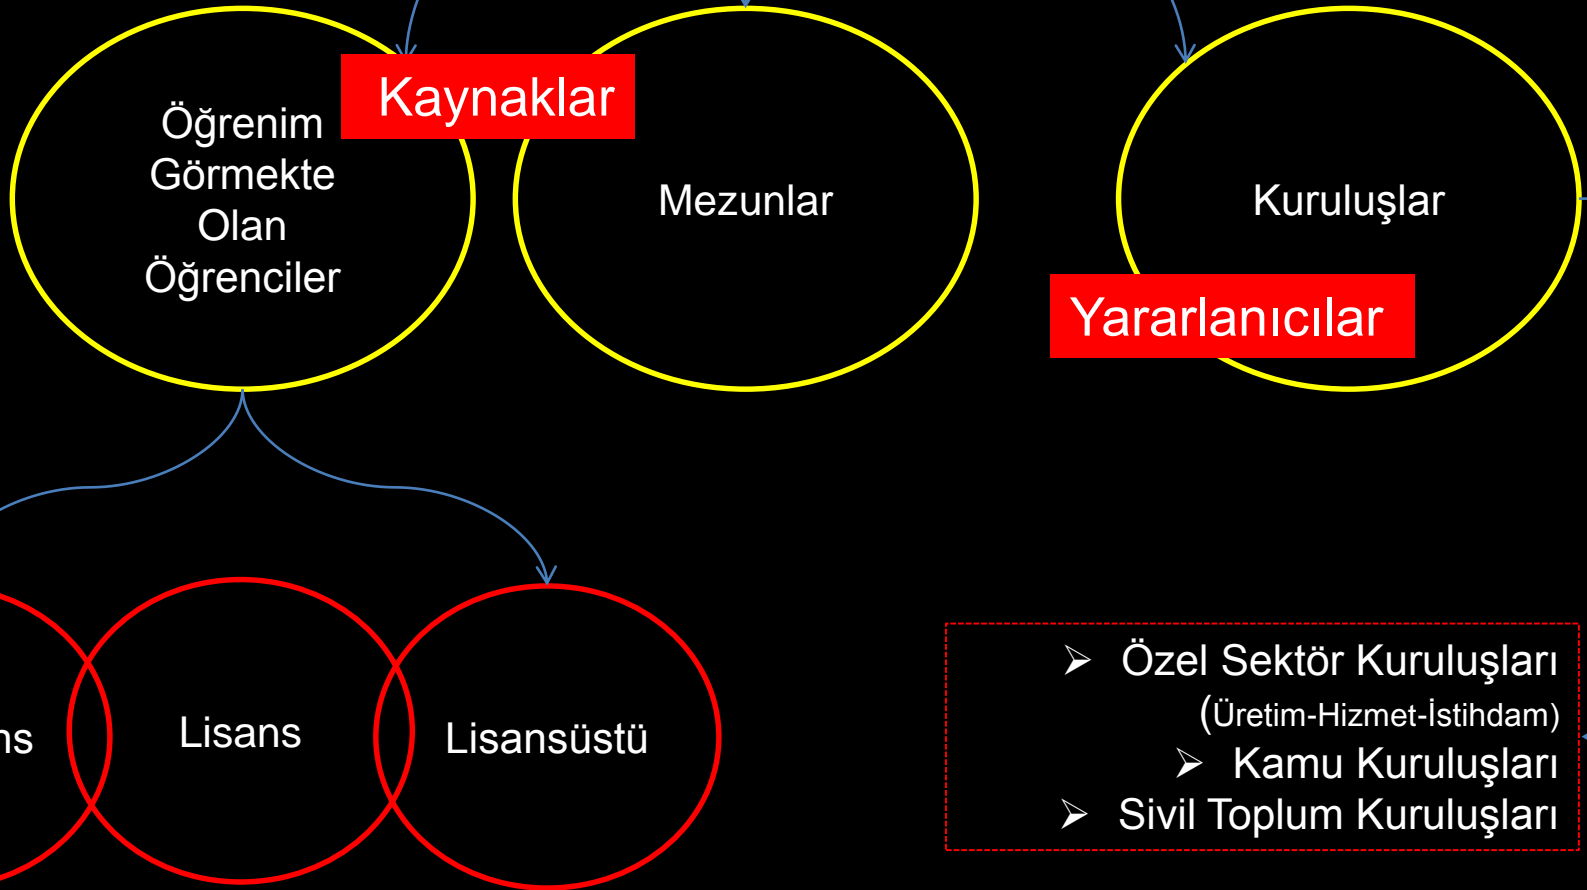 Kaynaklar
Öğrenim
Görmekte
Olan
Öğrenciler
Mezunlar
Kuruluşlar
Yararlanıcılar
ns
Lisans
Lisansüstü
➢ Özel Sektör Kuruluşları
(Üretim-Hizmet-İstihdam)
➢ Kamu Kuruluşları
➢ Sivil Toplum Kuruluşları